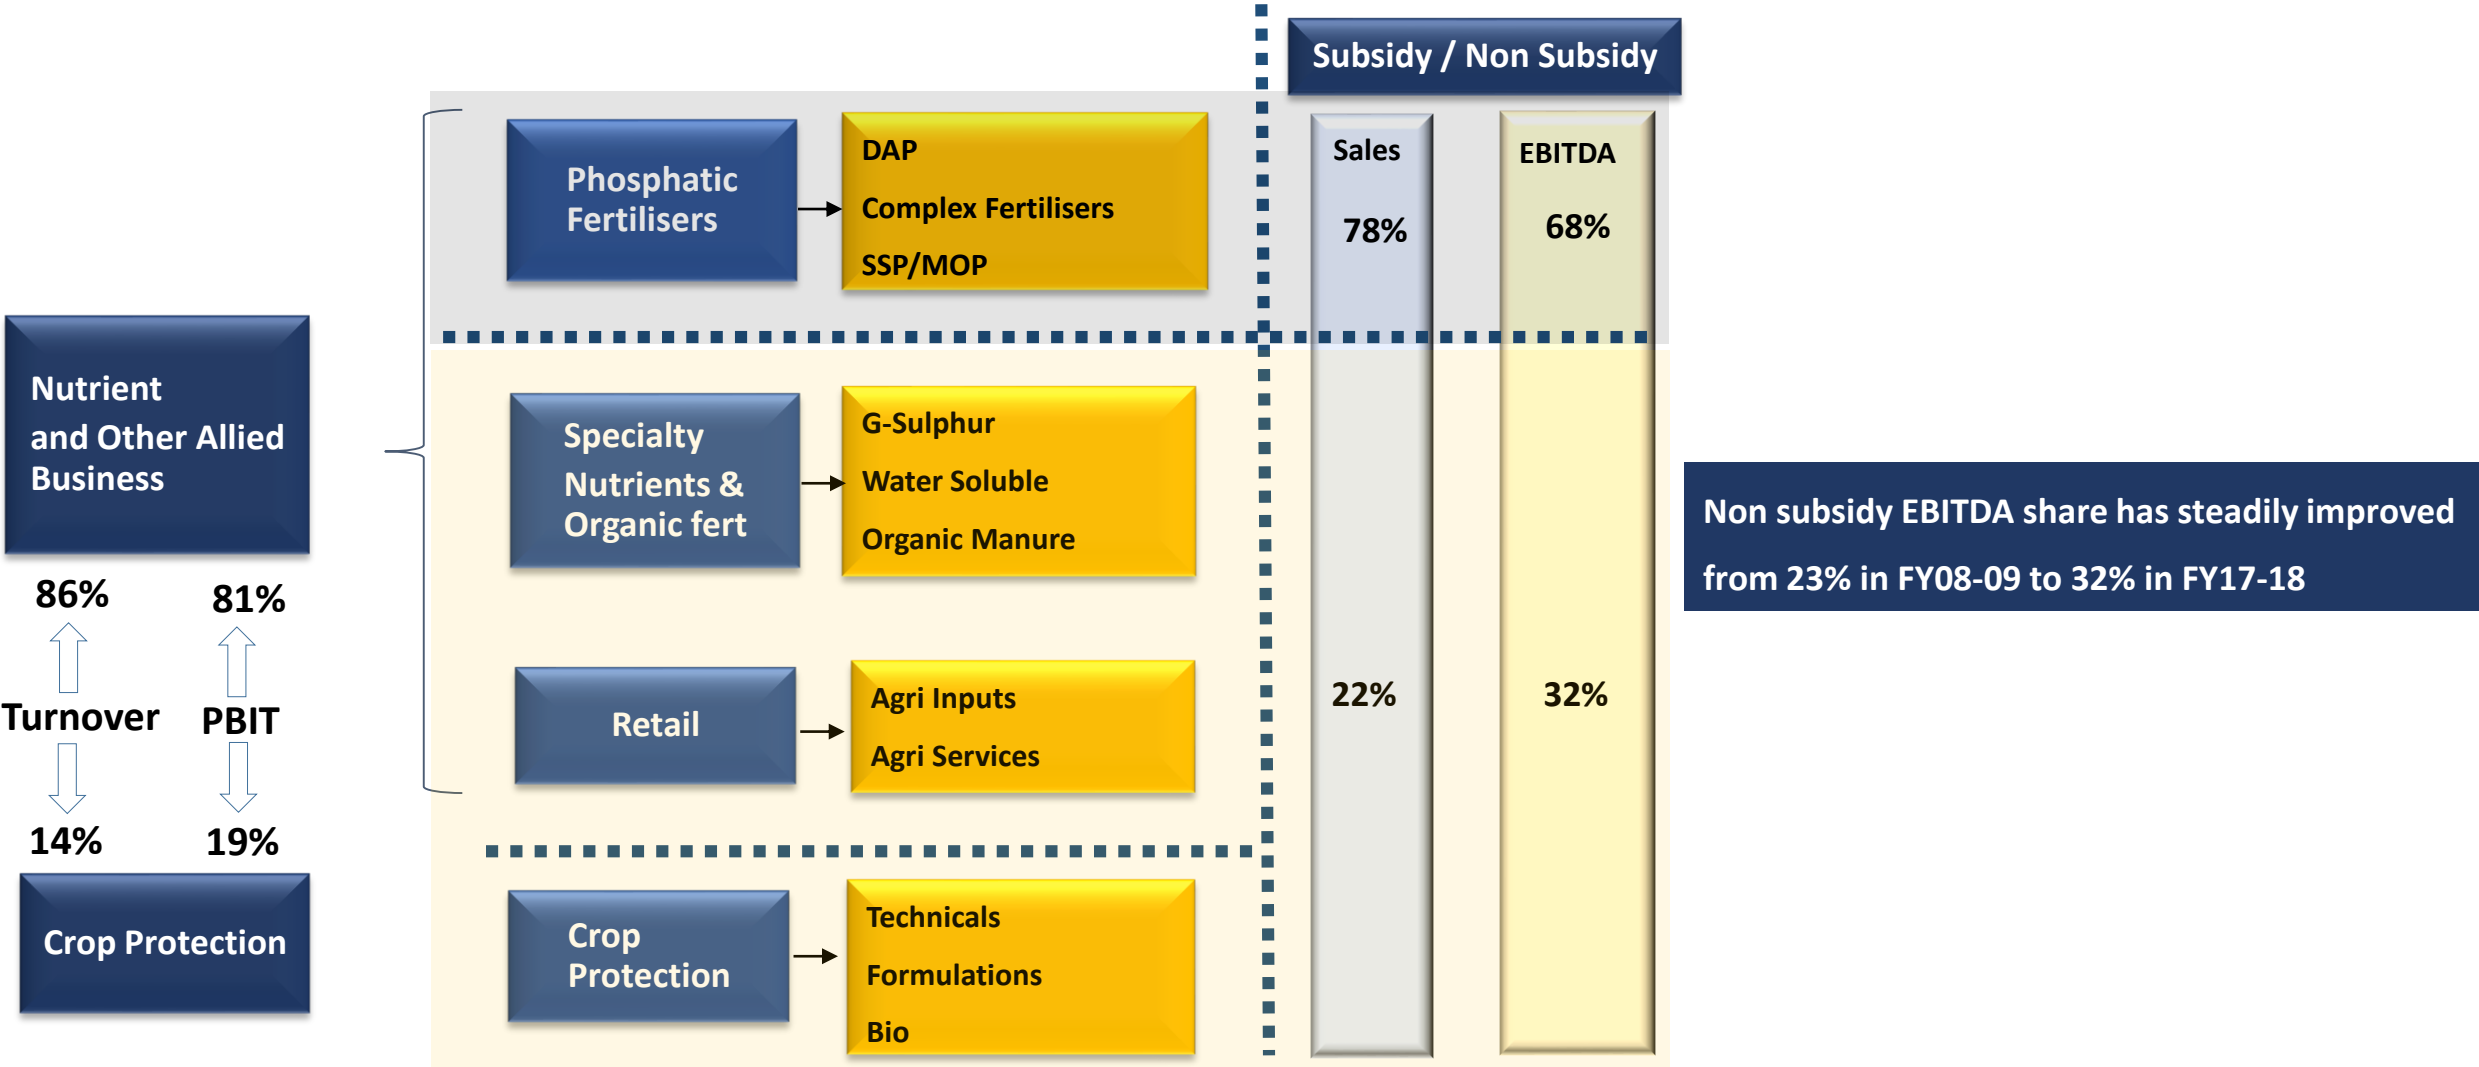 Subsidy / Non Subsidy
Phosphatic
Fertilisers
DAP
Complex Fertilisers
SSP/MOP
Sales
78%
EBITDA
68%
Nutrient
and Other Allied
Business
86%
81%
Turnover
PBIT
14%
19%
Crop Protection
Specialty
Nutrients &
Organic fert
G-Sulphur
Water Soluble
Organic Manure
Retail
Agri Inputs
Agri Services
22%
32%
Crop
Protection
Technicals
Formulations
Bio
Non subsidy EBITDA share has steadily improved
from 23% in FY08-09 to 32% in FY17-18